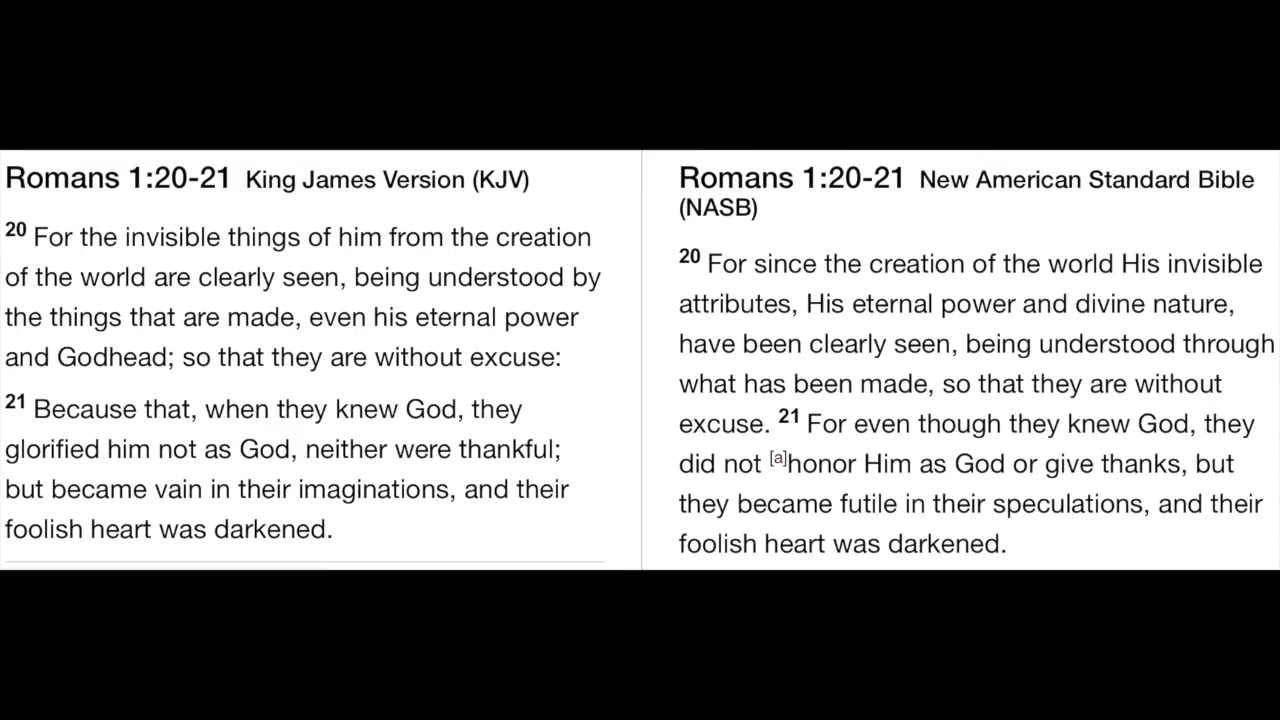 Romans 1:20-21 King James Version (KJV)
20 For the invisible things of him from the creation
of the world are clearly seen, being understood by
the things that are made, even his eternal power
and Godhead; so that they are without excuse:
21 Because that, when they knew God, they
glorified him not as God, neither were thankful;
but became vain in their imaginations, and their
foolish heart was darkened.
Romans 1:20-21 New American Standard Bible
(NASB)
20 For since the creation of the world His invisible
attributes, His eternal power and divine nature,
have been clearly seen, being understood through
what has been made, so that they are without
excuse. 21 For even though they knew God, they
did not [a]honor Him as God or give thanks, but
they became futile in their speculations, and their
foolish heart was darkened.